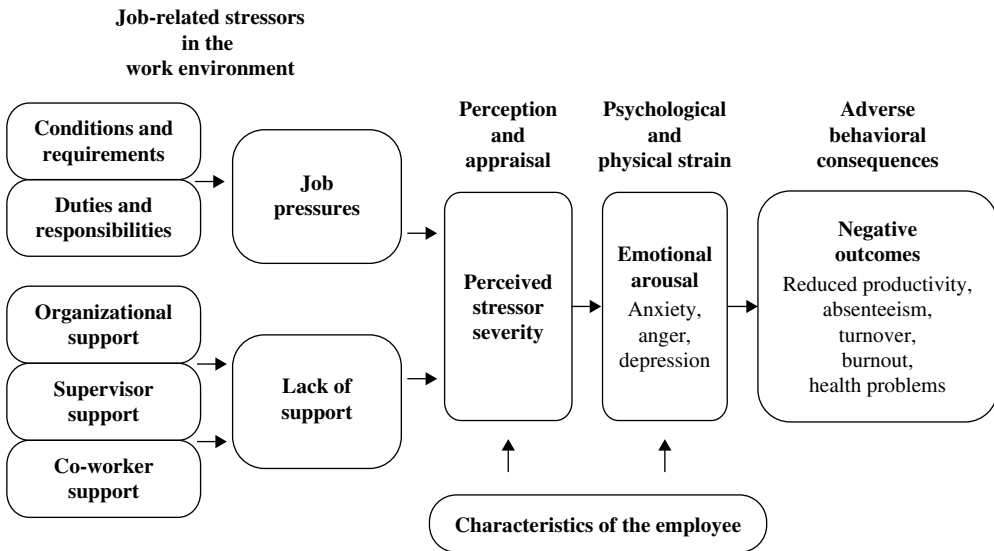 Job-related stressors
in the
work environment
Conditions and
requirements
Duties and
responsibilities
Job
pressures
Organizational
support
Supervisor
support
Co-worker
support
Lack of
support
Perception
and
appraisal
Perceived
stressor
severity
Psychological
and
physical strain
Emotional
arousal
Anxiety,
anger,
depression
Adverse
behavioral
consequences
Negative
outcomes
Reduced productivity,
absenteeism,
turnover,
burnout,
health problems
Characteristics of the employee